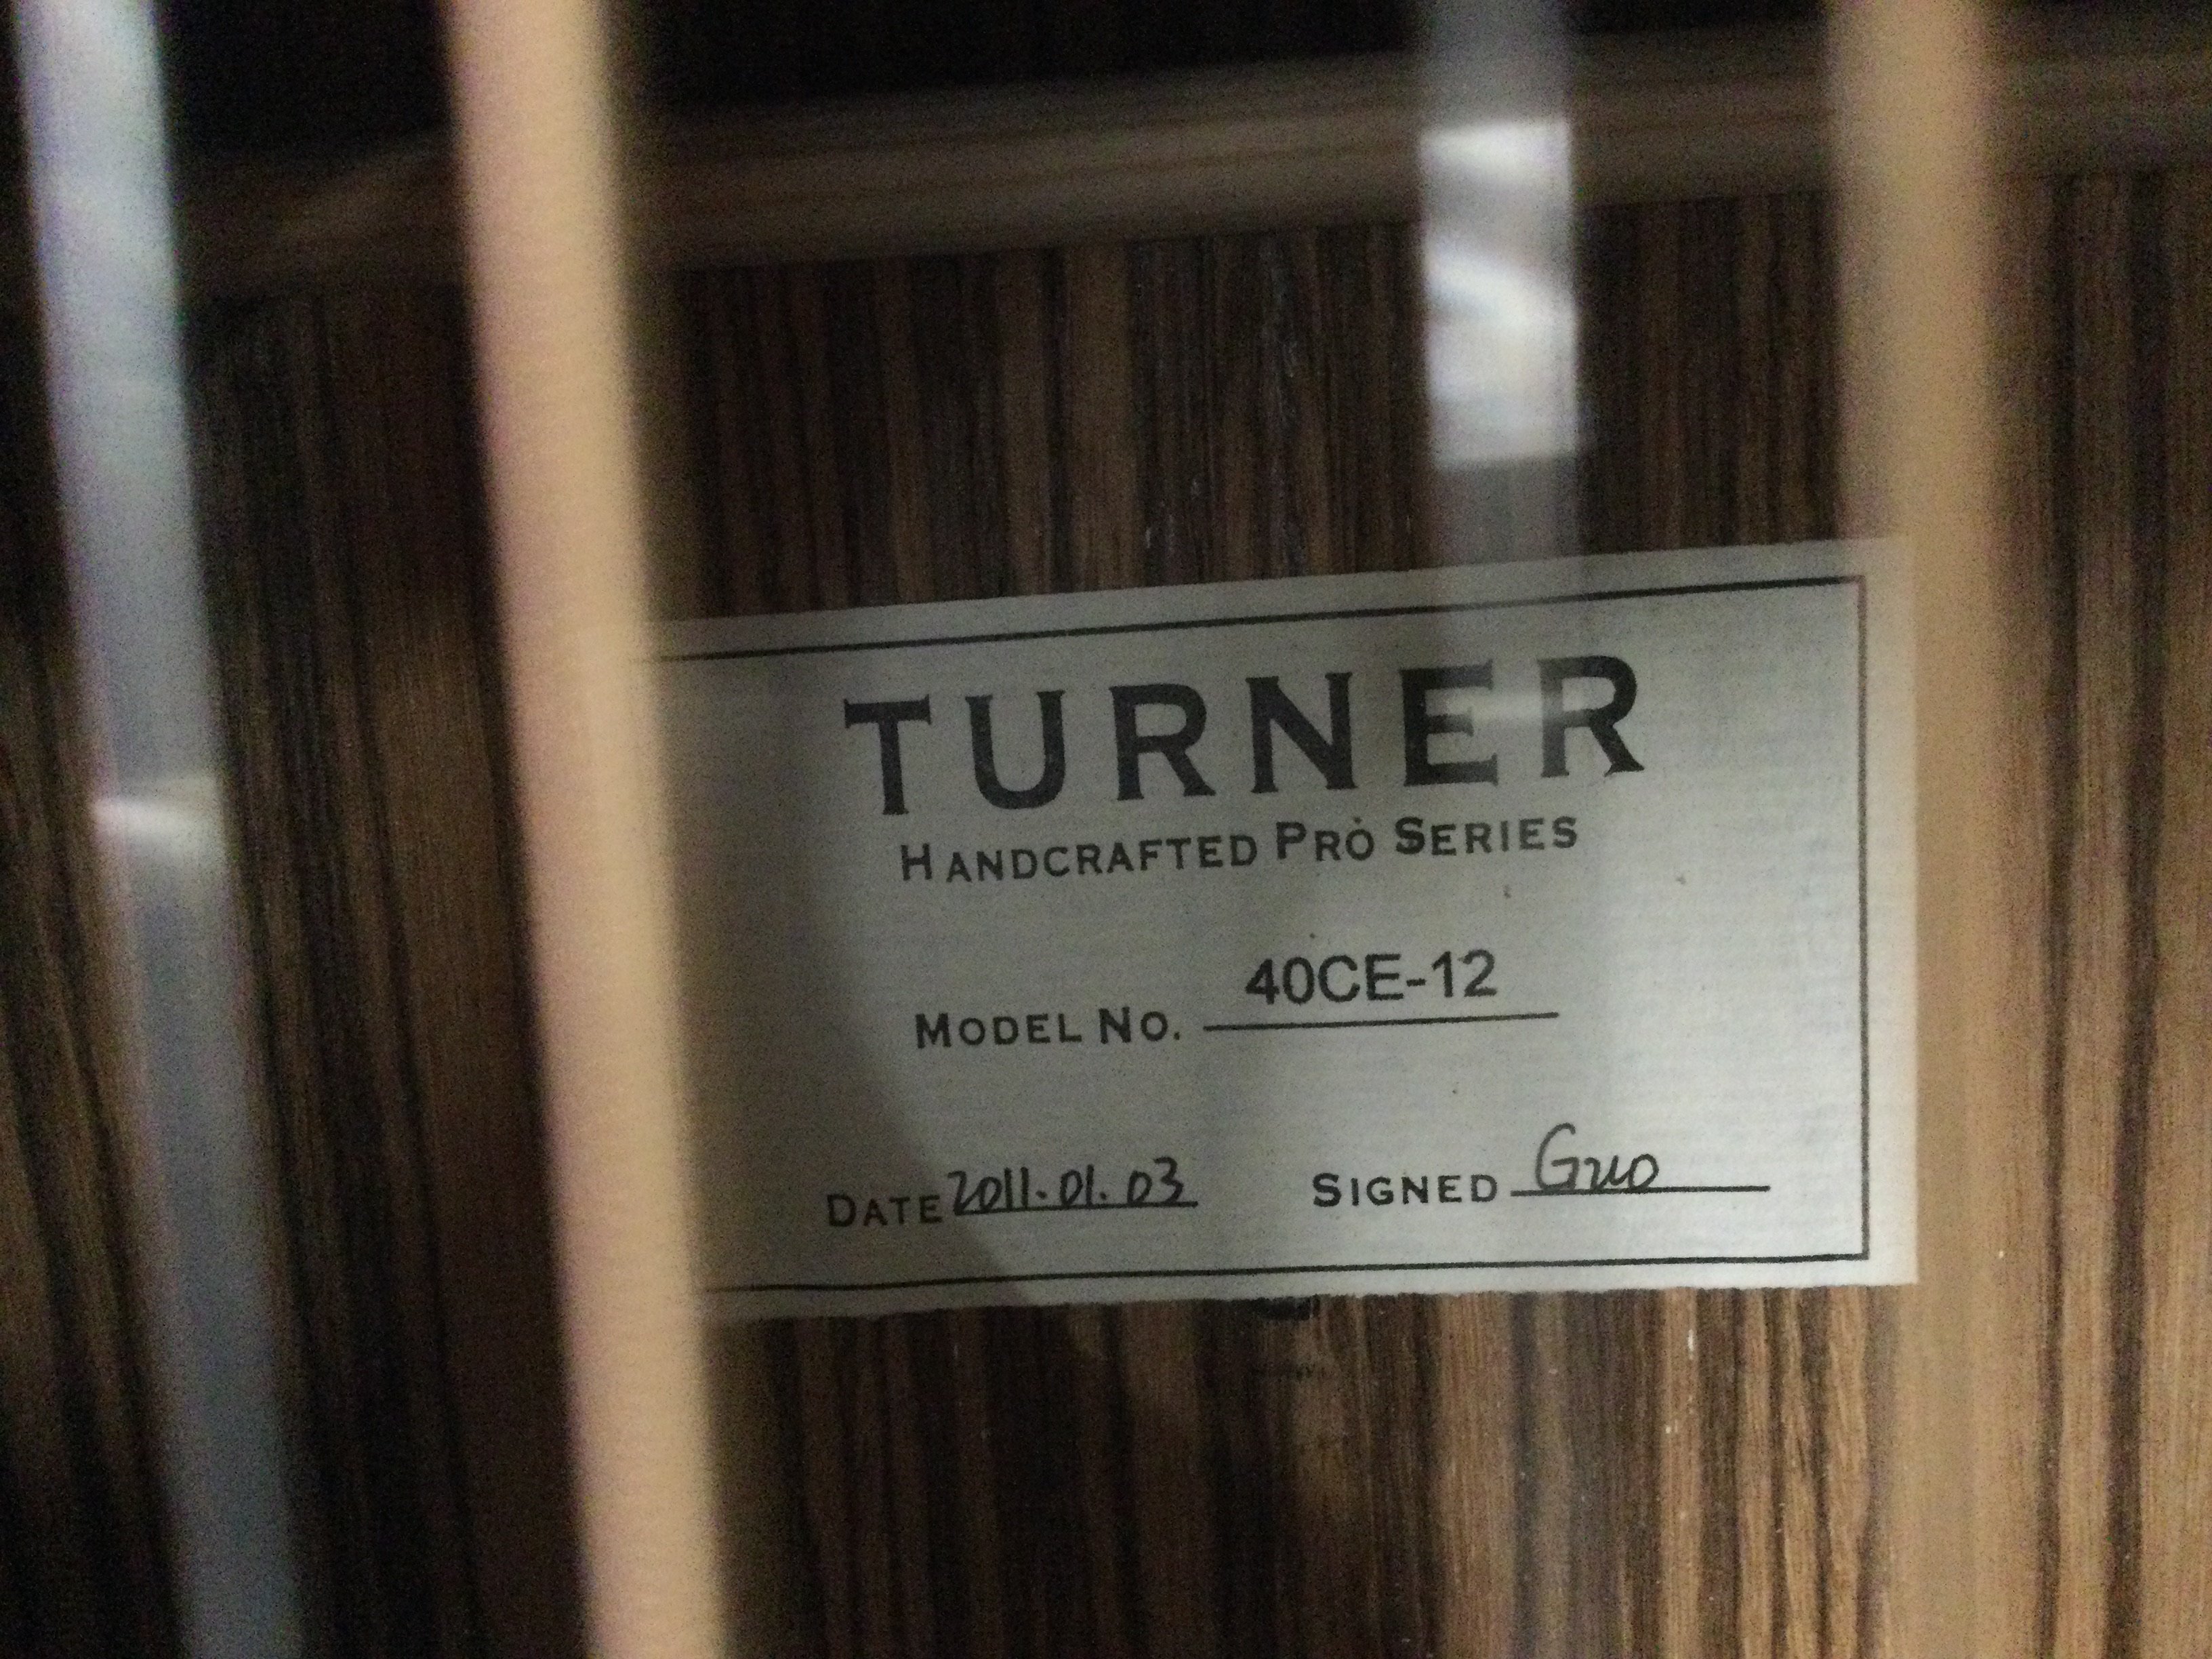 TURNER
HANDCRAFTED PRO SERIES
MODEL NO. 40CE-12
DATE 2011.01.03 SIGNED Guo